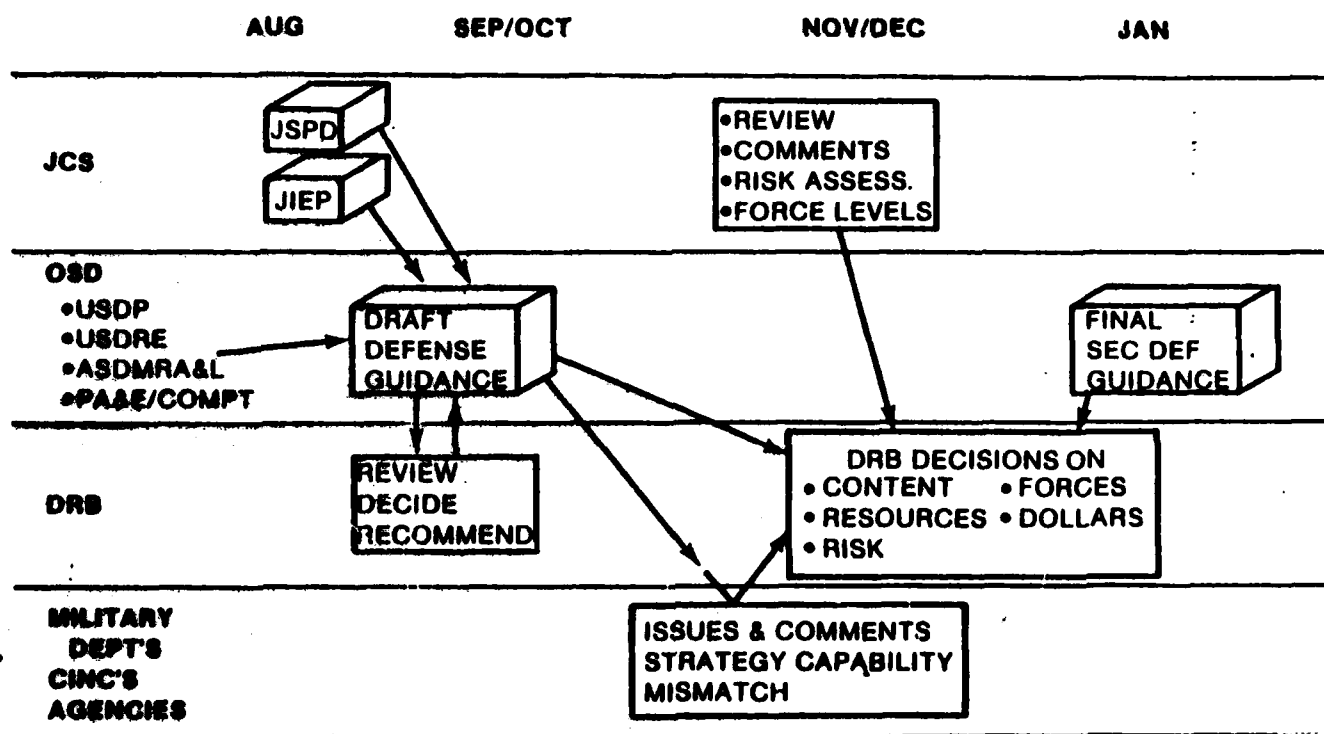 AUG SEP/OCT NOV/DEC JAN
JCS
JSPD
JIEP
•REVIEW
•COMMENTS
•RISK ASSESS.
•FORCE LEVELS
OSD
•USDP
•USDRE
•ASDMRA&L
•PA&E/COMPT
DRAFT
DEFENSE
GUIDANCE
FINAL
SEC DEF
GUIDANCE
DRB
REVIEW
DECIDE
RECOMMEND
DRB DECISIONS ON
• CONTENT • FORCES
• RESOURCES • DOLLARS
• RISK
MILITARY
DEPT'S
CINC'S
AGENCIES
ISSUES & COMMENTS
STRATEGY CAPABILITY
MISMATCH